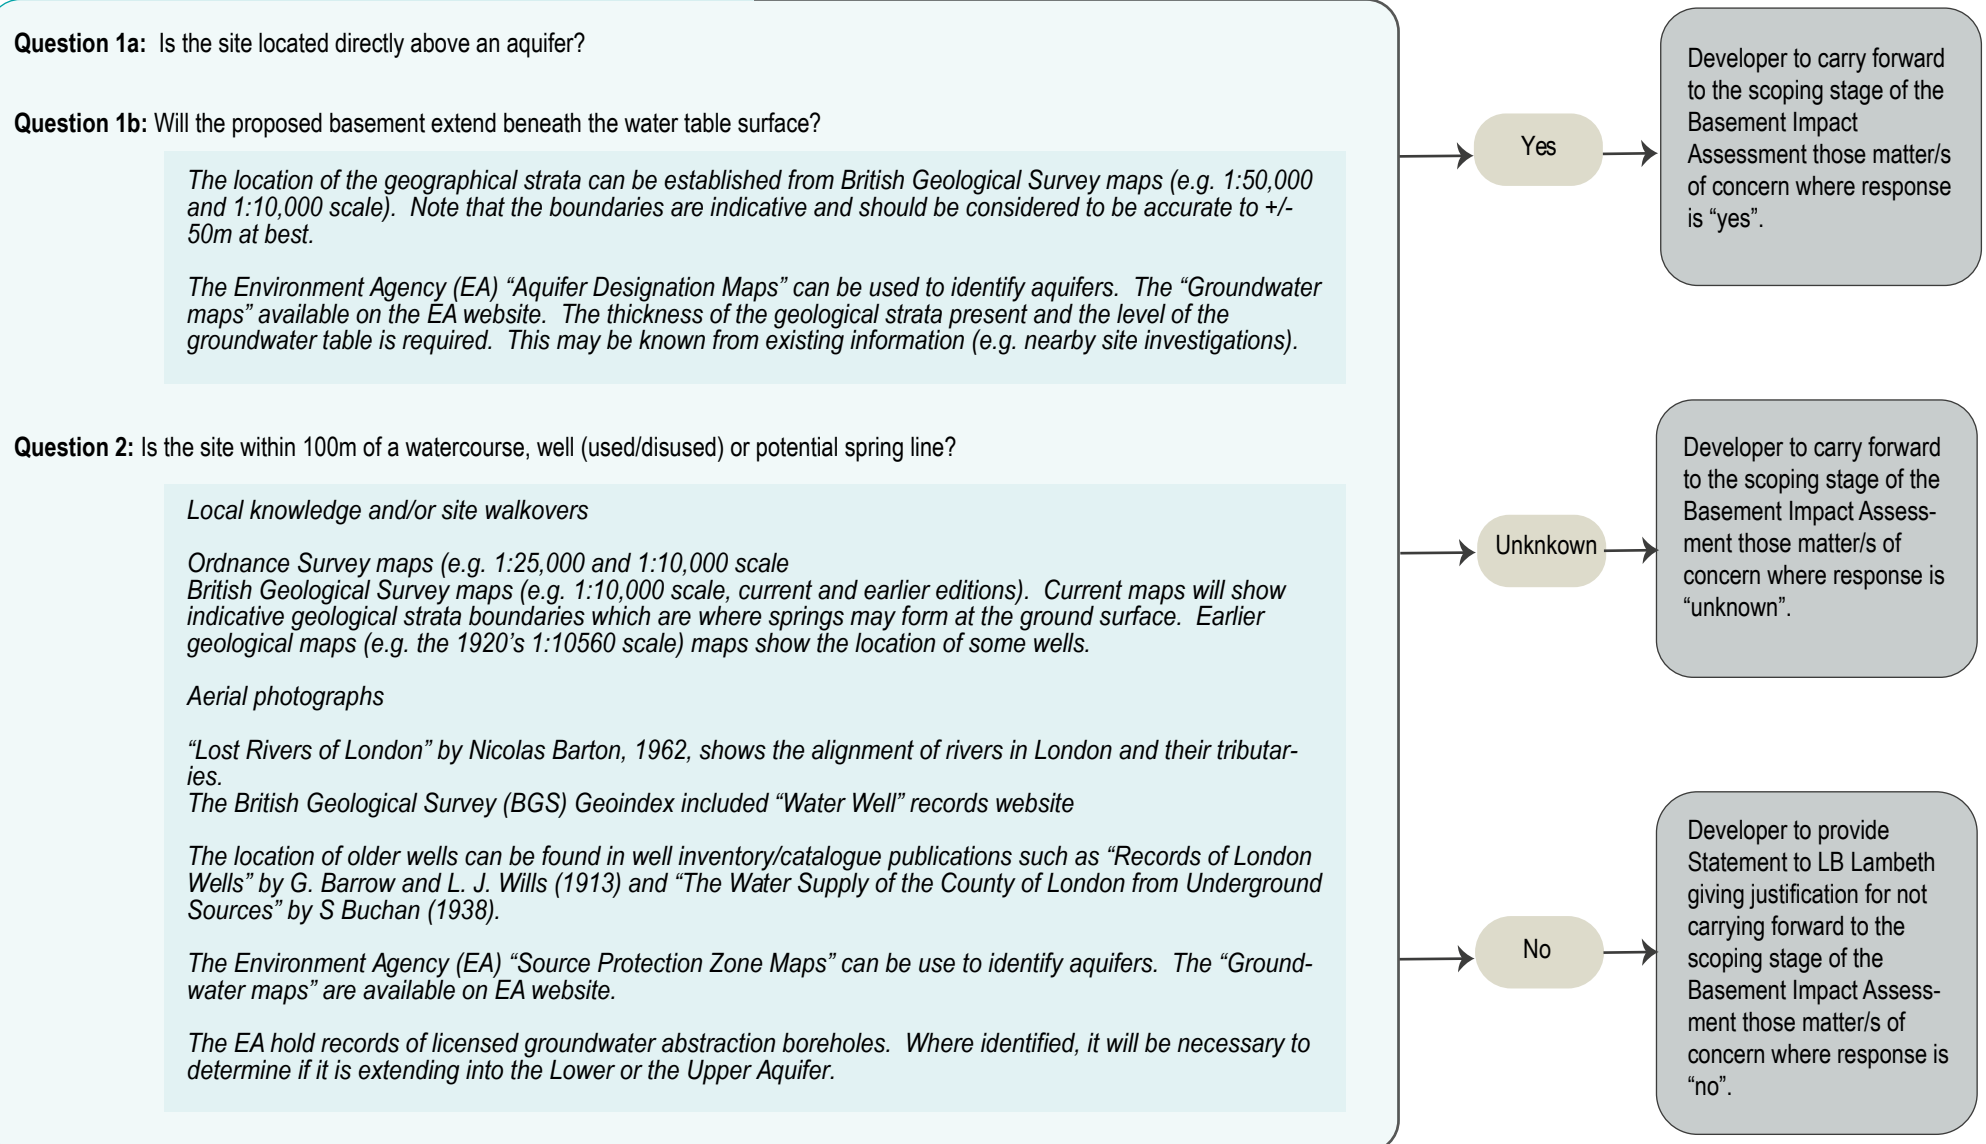 Question 1a: Is the site located directly above an aquifer?
Question 1b: Will the proposed basement extend beneath the water table surface?
The location of the geographical strata can be established from British Geological Survey maps (e.g. 1:50,000
and 1:10,000 scale). Note that the boundaries are indicative and should be considered to be accurate to +/-
50m at best.
The Environment Agency (EA) “Aquifer Designation Maps” can be used to identify aquifers. The “Groundwater
maps” available on the EA website. The thickness of the geological strata present and the level of the
groundwater table is required. This may be known from existing information (e.g. nearby site investigations).
Question 2: Is the site within 100m of a watercourse, well (used/disused) or potential spring line?
Local knowledge and/or site walkovers
Ordnance Survey maps (e.g. 1:25,000 and 1:10,000 scale
British Geological Survey maps (e.g. 1:10,000 scale, current and earlier editions). Current maps will show
indicative geological strata boundaries which are where springs may form at the ground surface. Earlier
geological maps (e.g. the 1920’s 1:10560 scale) maps show the location of some wells.
Aerial photographs
“Lost Rivers of London” by Nicolas Barton, 1962, shows the alignment of rivers in London and their tributar-
ies.
The British Geological Survey (BGS) Geoindex included “Water Well” records website
The location of older wells can be found in well inventory/catalogue publications such as “Records of London
Wells” by G. Barrow and L. J. Wills (1913) and “The Water Supply of the County of London from Underground
Sources” by S Buchan (1938).
The Environment Agency (EA) “Source Protection Zone Maps” can be use to identify aquifers. The “Ground-
water maps” are available on EA website.
The EA hold records of licensed groundwater abstraction boreholes. Where identified, it will be necessary to
determine if it is extending into the Lower or the Upper Aquifer.
Yes
Developer to carry forward
to the scoping stage of the
Basement Impact
Assessment those matter/s
of concern where response
is “yes”.
Unknkown
Developer to carry forward
to the scoping stage of the
Basement Impact Assess-
ment those matter/s of
concern where response is
“unknown”.
No
Developer to provide
Statement to LB Lambeth
giving justification for not
carrying forward to the
scoping stage of the
Basement Impact Assess-
ment those matter/s of
concern where response is
“no”.